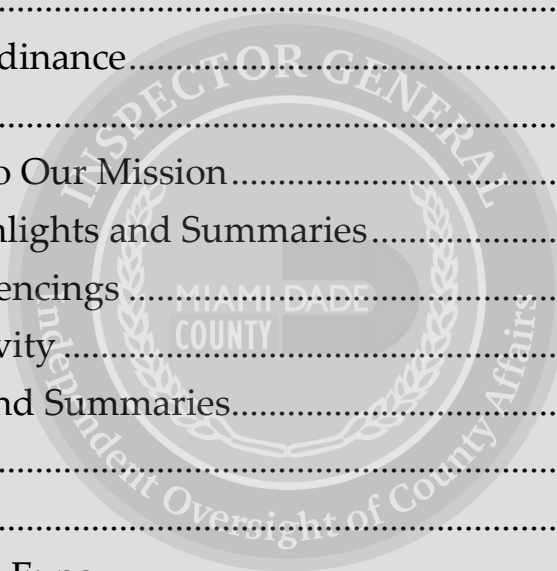 dinance
INSPECTOR GENERAL
o Our Mission
hlights and Summaries
encings
MIAMI-DADE
COUNTY
vity
nd Summaries
Independent Oversight of County Affairs